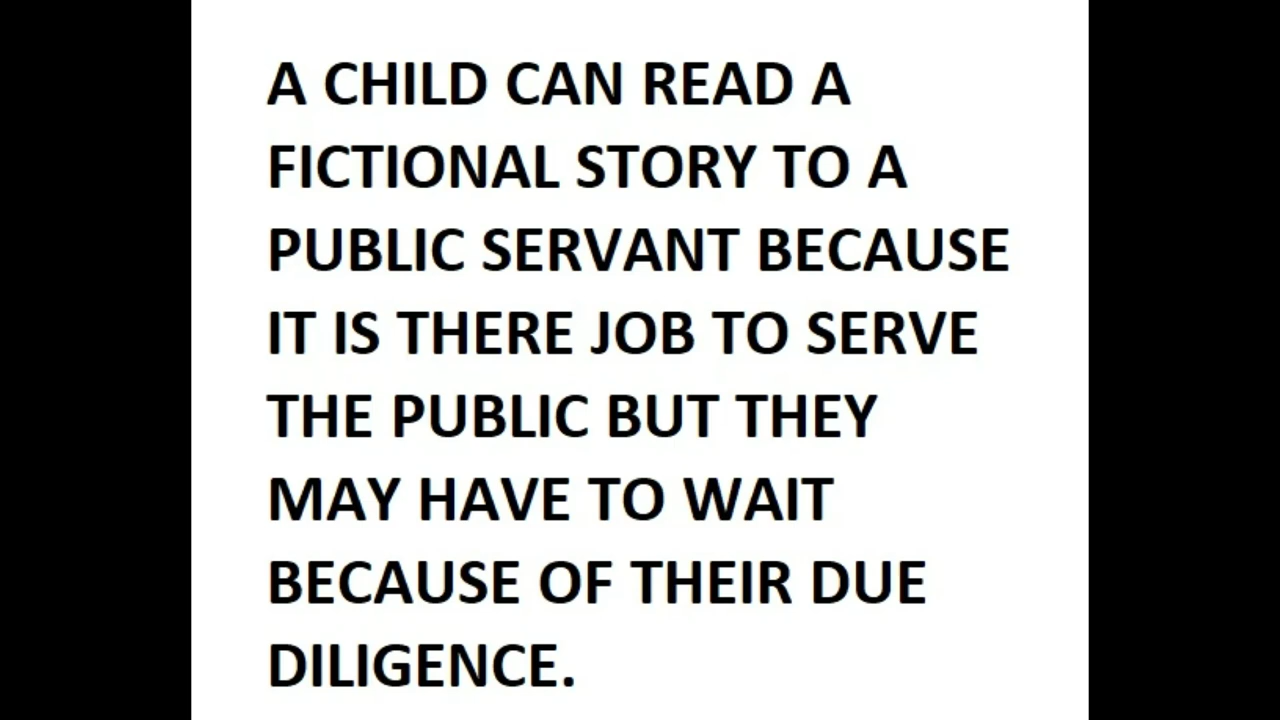 A CHILD CAN READ A
FICTIONAL STORY TO A
PUBLIC SERVANT BECAUSE
IT IS THERE JOB TO SERVE
THE PUBLIC BUT THEY
MAY HAVE TO WAIT
BECAUSE OF THEIR DUE
DILIGENCE.